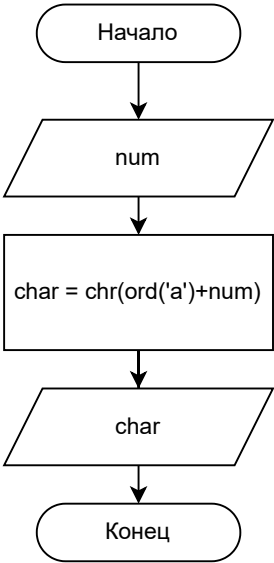 Начало
num
char = chr(ord('a')+num)
char
Конец